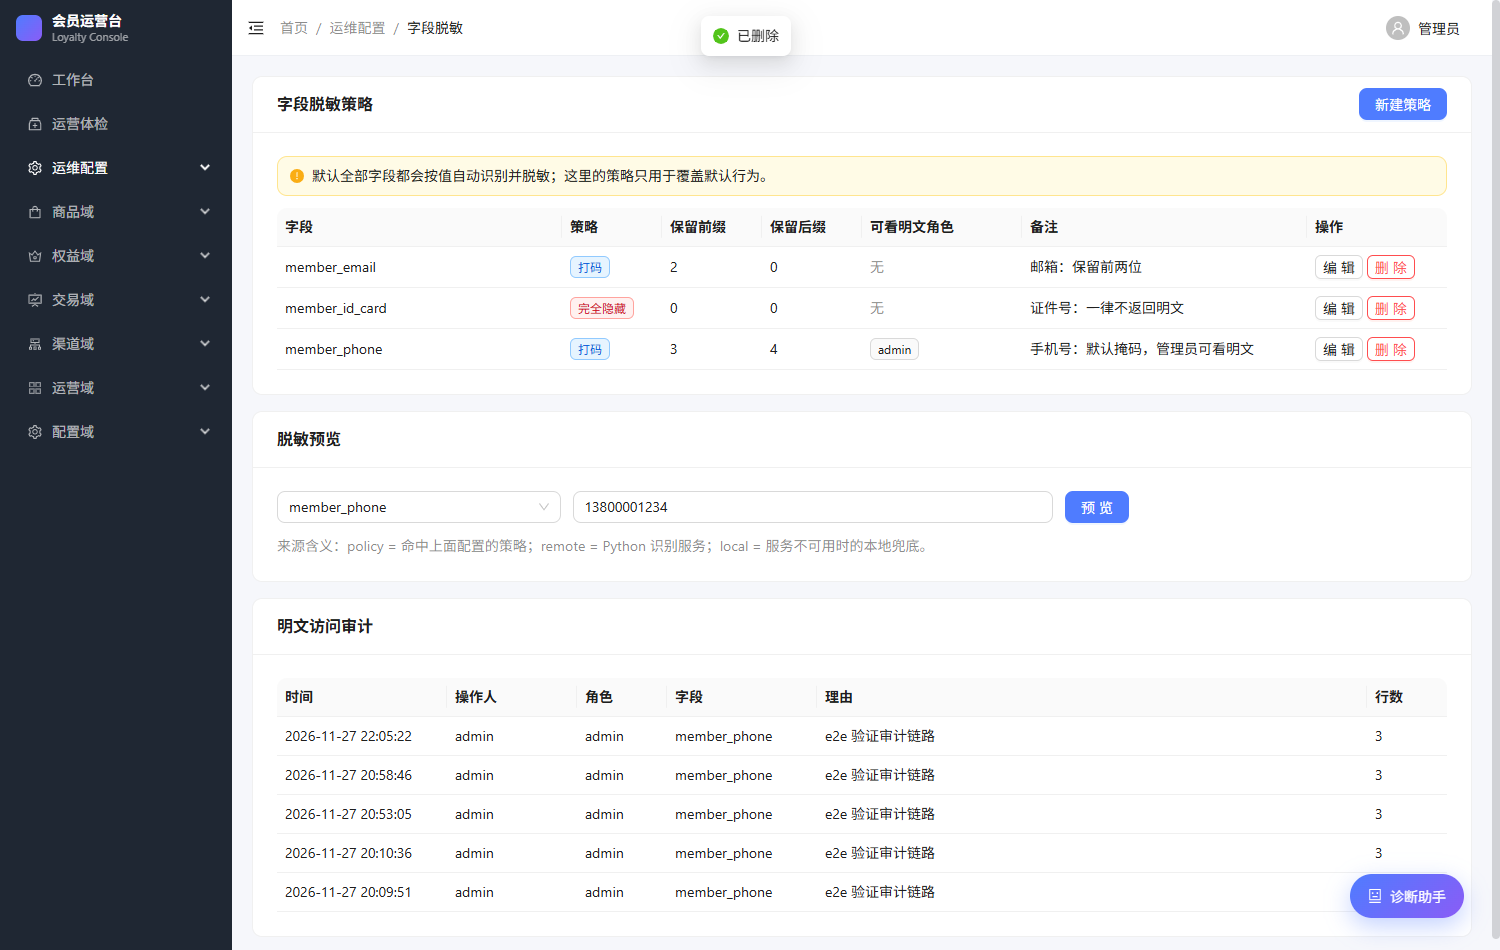 会员运营台
Loyalty Console
工作台
运营体检
运维配置
商品域
权益域
交易域
渠道域
运营域
配置域
首页 / 运维配置 / 字段脱敏
已删除
管理员
字段脱敏策略
新建策略
默认全部字段都会按值自动识别并脱敏；这里的策略只用于覆盖默认行为。
字段 策略 保留前缀 保留后缀 可看明文角色 备注 操作
member_email 打码 2 0 无 邮箱：保留前两位 编 辑 删 除
member_id_card 完全隐藏 0 0 无 证件号：一律不返回明文 编 辑 删 除
member_phone 打码 3 4 admin 手机号：默认掩码，管理员可看明文 编 辑 删 除
脱敏预览
member_phone 13800001234 预 览
来源含义：policy = 命中上面配置的策略；remote = Python 识别服务；local = 服务不可用时的本地兜底。
明文访问审计
时间 操作人 角色 字段 理由 行数
2026-11-27 22:05:22 admin admin member_phone e2e 验证审计链路 3
2026-11-27 20:58:46 admin admin member_phone e2e 验证审计链路 3
2026-11-27 20:53:05 admin admin member_phone e2e 验证审计链路 3
2026-11-27 20:10:36 admin admin member_phone e2e 验证审计链路 3
2026-11-27 20:09:51 admin admin member_phone e2e 验证审计链路
诊断助手